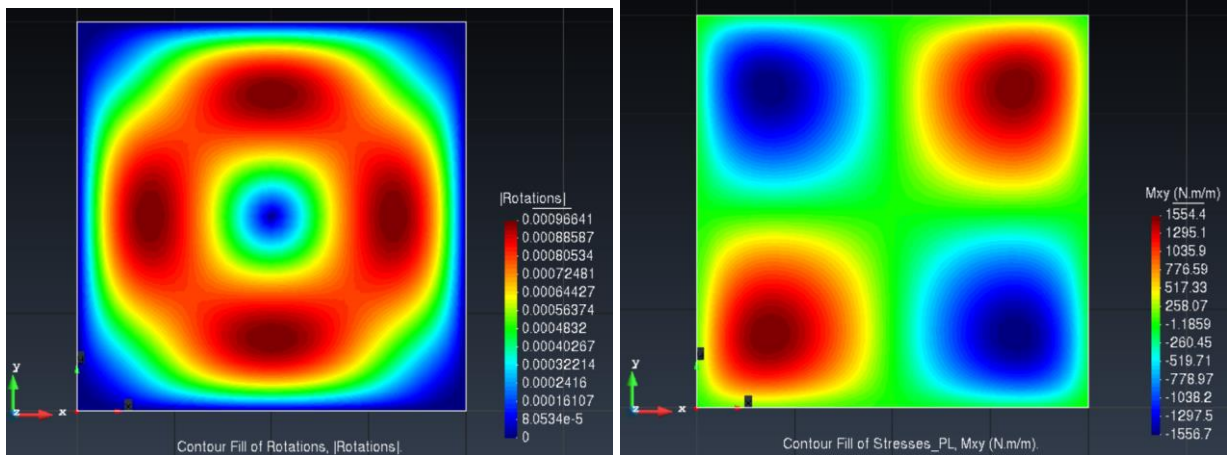 |Rotations|
0.00096641
0.00088587
0.00080534
0.00072481
0.00064427
0.00056374
0.0004832
0.00040267
0.00032214
0.0002416
0.00016107
8.0534e-5
0
y
z
x
x
Contour Fill of Rotations, |Rotations|.
Mxy (N.m/m)
1554.4
1295.1
1035.9
776.59
517.33
258.07
-1.1859
-260.45
-519.71
-778.97
-1038.2
-1297.5
-1556.7
y
z
x
x
Contour Fill of Stresses_PL, Mxy (N.m/m).